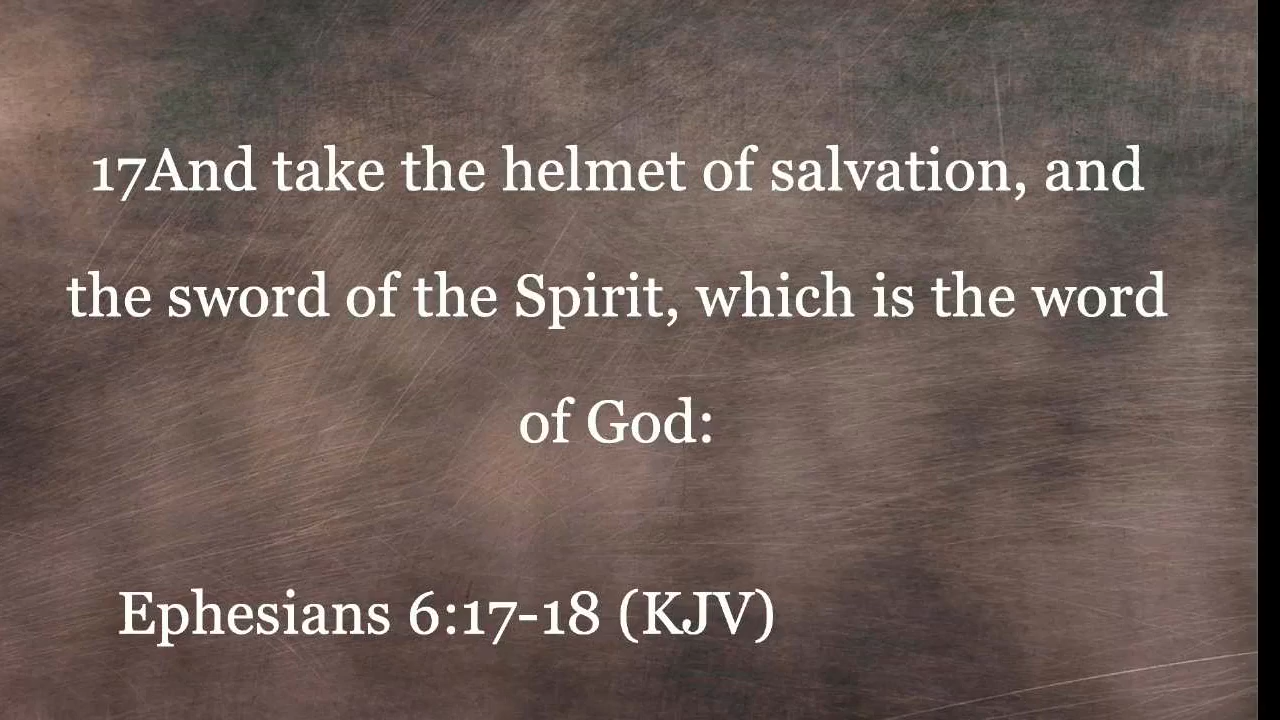 17And take the helmet of salvation, and
the sword of the Spirit, which is the word
of God:
Ephesians 6:17-18 (KJV)